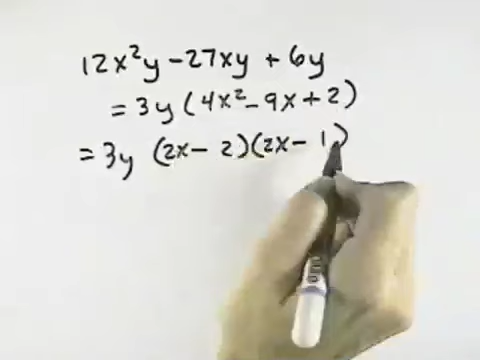 12x²y - 27xy + 6y
= 3y (4x² - 9x + 2)
= 3y (2x - 2)(2x - 1)